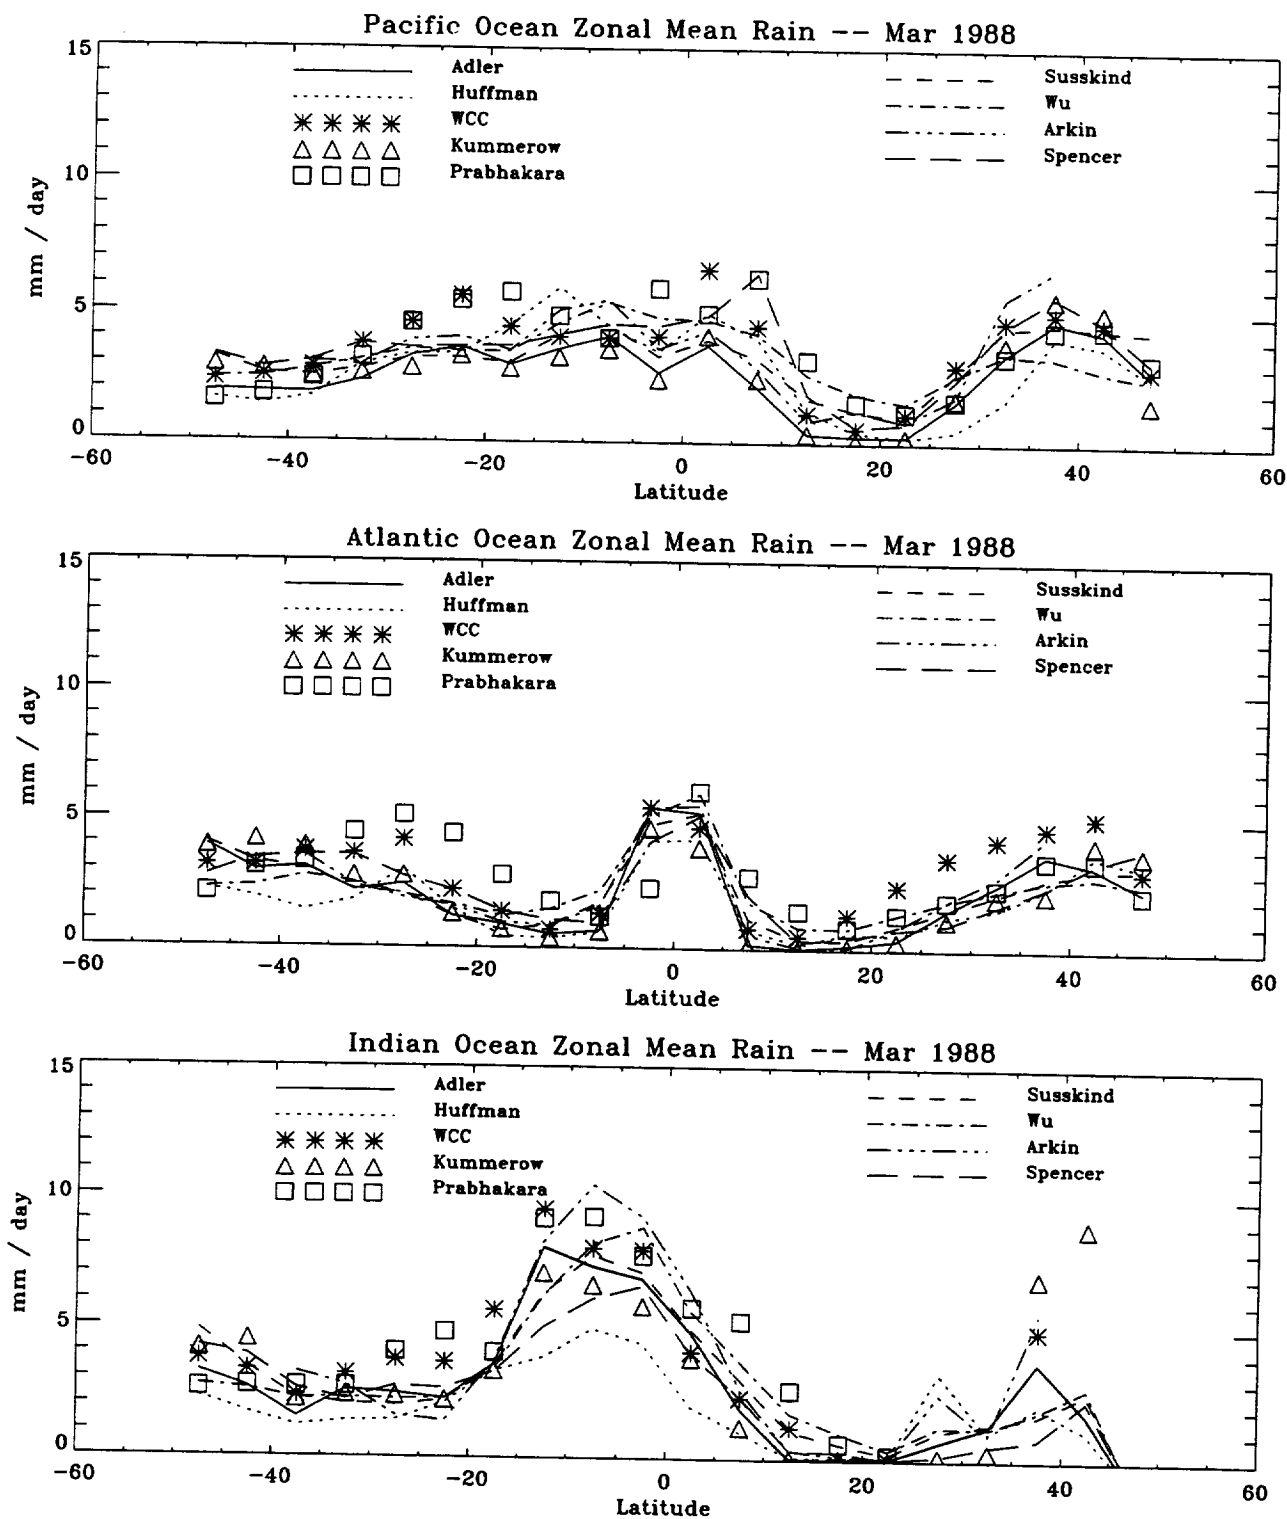 Pacific Ocean Zonal Mean Rain -- Mar 1988
15
10
5
0
mm / day
Adler
Huffman
WCC
Kummerow
Prabhakara
Susskind
Wu
Arkin
Spencer
-60 -40 -20 0 20 40 60
Latitude
Atlantic Ocean Zonal Mean Rain -- Mar 1988
15
10
5
0
mm / day
Adler
Huffman
WCC
Kummerow
Prabhakara
Susskind
Wu
Arkin
Spencer
-60 -40 -20 0 20 40 60
Latitude
Indian Ocean Zonal Mean Rain -- Mar 1988
15
10
5
0
mm / day
Adler
Huffman
WCC
Kummerow
Prabhakara
Susskind
Wu
Arkin
Spencer
-60 -40 -20 0 20 40 60
Latitude